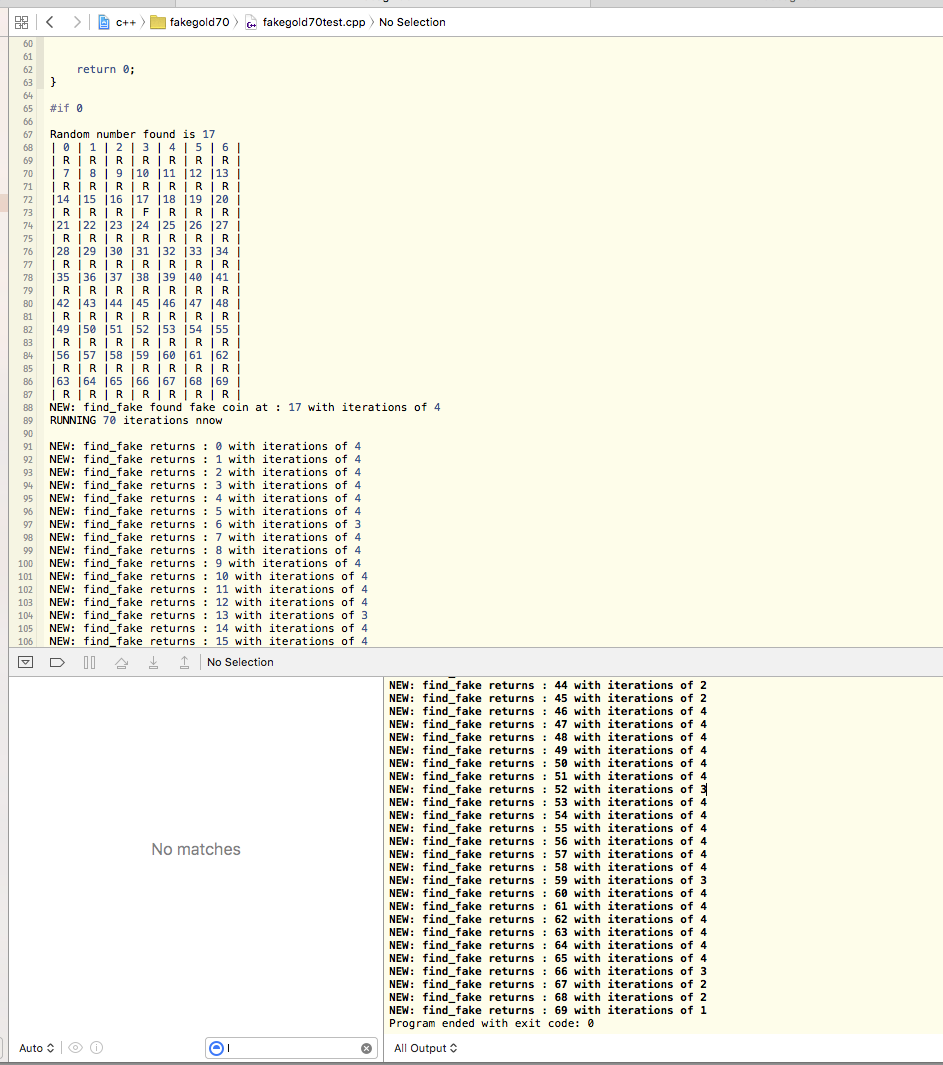 c++ 〉 fakegold70 〉 fakegold70test.cpp 〉 No Selection
60
61
62     return 0;
63 }
64
65 #if 0
66
67 Random number found is 17
68 | 0 | 1 | 2 | 3 | 4 | 5 | 6 |
69 | R | R | R | R | R | R | R |
70 | 7 | 8 | 9 |10 |11 |12 |13 |
71 | R | R | R | R | R | R | R |
72 |14 |15 |16 |17 |18 |19 |20 |
73 | R | R | R | F | R | R | R |
74 |21 |22 |23 |24 |25 |26 |27 |
75 | R | R | R | R | R | R | R |
76 |28 |29 |30 |31 |32 |33 |34 |
77 | R | R | R | R | R | R | R |
78 |35 |36 |37 |38 |39 |40 |41 |
79 | R | R | R | R | R | R | R |
80 |42 |43 |44 |45 |46 |47 |48 |
81 | R | R | R | R | R | R | R |
82 |49 |50 |51 |52 |53 |54 |55 |
83 | R | R | R | R | R | R | R |
84 |56 |57 |58 |59 |60 |61 |62 |
85 | R | R | R | R | R | R | R |
86 |63 |64 |65 |66 |67 |68 |69 |
87 | R | R | R | R | R | R | R |
88 NEW: find_fake found fake coin at : 17 with iterations of 4
89 RUNNING 70 iterations nnow
90
91 NEW: find_fake returns : 0 with iterations of 4
92 NEW: find_fake returns : 1 with iterations of 4
93 NEW: find_fake returns : 2 with iterations of 4
94 NEW: find_fake returns : 3 with iterations of 4
95 NEW: find_fake returns : 4 with iterations of 4
96 NEW: find_fake returns : 5 with iterations of 4
97 NEW: find_fake returns : 6 with iterations of 3
98 NEW: find_fake returns : 7 with iterations of 4
99 NEW: find_fake returns : 8 with iterations of 4
100 NEW: find_fake returns : 9 with iterations of 4
101 NEW: find_fake returns : 10 with iterations of 4
102 NEW: find_fake returns : 11 with iterations of 4
103 NEW: find_fake returns : 12 with iterations of 4
104 NEW: find_fake returns : 13 with iterations of 3
105 NEW: find_fake returns : 14 with iterations of 4
106 NEW: find_fake returns : 15 with iterations of 4
No Selection
No matches
Auto
l
NEW: find_fake returns : 44 with iterations of 2
NEW: find_fake returns : 45 with iterations of 2
NEW: find_fake returns : 46 with iterations of 4
NEW: find_fake returns : 47 with iterations of 4
NEW: find_fake returns : 48 with iterations of 4
NEW: find_fake returns : 49 with iterations of 4
NEW: find_fake returns : 50 with iterations of 4
NEW: find_fake returns : 51 with iterations of 4
NEW: find_fake returns : 52 with iterations of 3
NEW: find_fake returns : 53 with iterations of 4
NEW: find_fake returns : 54 with iterations of 4
NEW: find_fake returns : 55 with iterations of 4
NEW: find_fake returns : 56 with iterations of 4
NEW: find_fake returns : 57 with iterations of 4
NEW: find_fake returns : 58 with iterations of 4
NEW: find_fake returns : 59 with iterations of 3
NEW: find_fake returns : 60 with iterations of 4
NEW: find_fake returns : 61 with iterations of 4
NEW: find_fake returns : 62 with iterations of 4
NEW: find_fake returns : 63 with iterations of 4
NEW: find_fake returns : 64 with iterations of 4
NEW: find_fake returns : 65 with iterations of 4
NEW: find_fake returns : 66 with iterations of 3
NEW: find_fake returns : 67 with iterations of 2
NEW: find_fake returns : 68 with iterations of 2
NEW: find_fake returns : 69 with iterations of 1
Program ended with exit code: 0
All Output